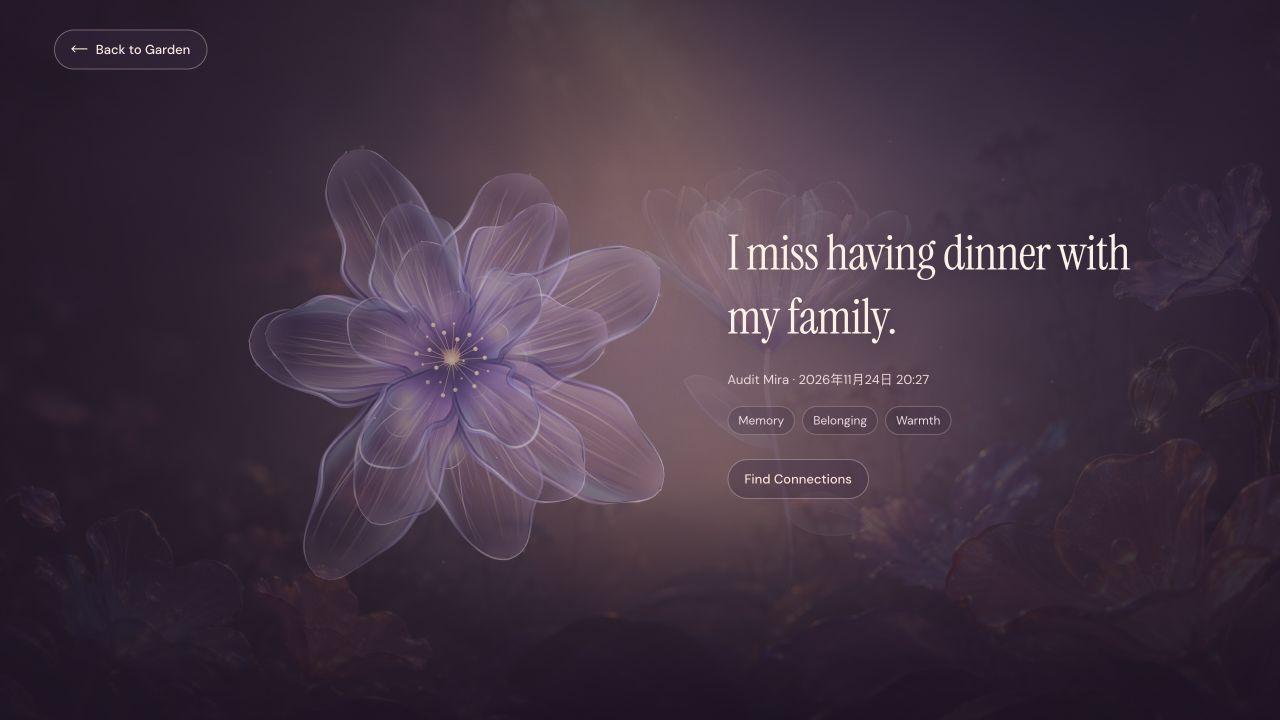 ← Back to Garden
I miss having dinner with
my family.
Audit Mira · 2026年11月24日 20:27
Memory
Belonging
Warmth
Find Connections